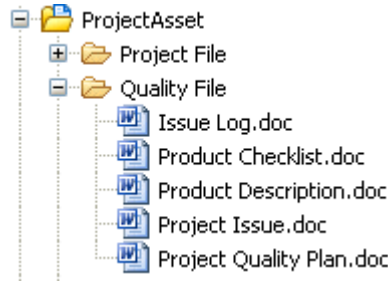 ProjectAsset
Project File
Quality File
Issue Log.doc
Product Checklist.doc
Product Description.doc
Project Issue.doc
Project Quality Plan.doc